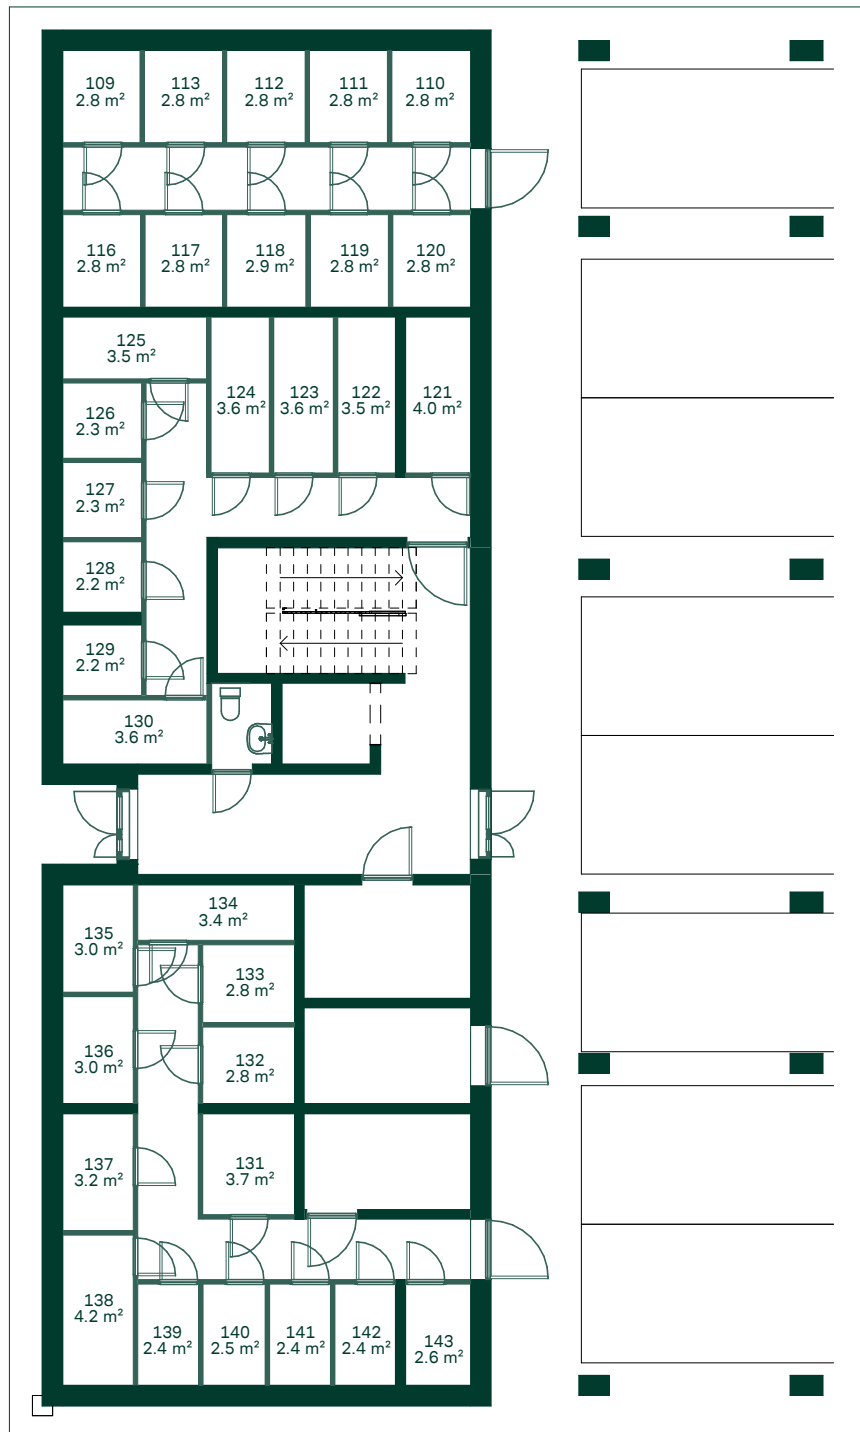 109
2.8 m²
113
2.8 m²
112
2.8 m²
111
2.8 m²
110
2.8 m²
116
2.8 m²
117
2.8 m²
118
2.9 m²
119
2.8 m²
120
2.8 m²
125
3.5 m²
124
3.6 m²
123
3.6 m²
122
3.5 m²
121
4.0 m²
126
2.3 m²
127
2.3 m²
128
2.2 m²
129
2.2 m²
130
3.6 m²
134
3.4 m²
135
3.0 m²
133
2.8 m²
136
3.0 m²
132
2.8 m²
137
3.2 m²
131
3.7 m²
138
4.2 m²
139
2.4 m²
140
2.5 m²
141
2.4 m²
142
2.4 m²
143
2.6 m²